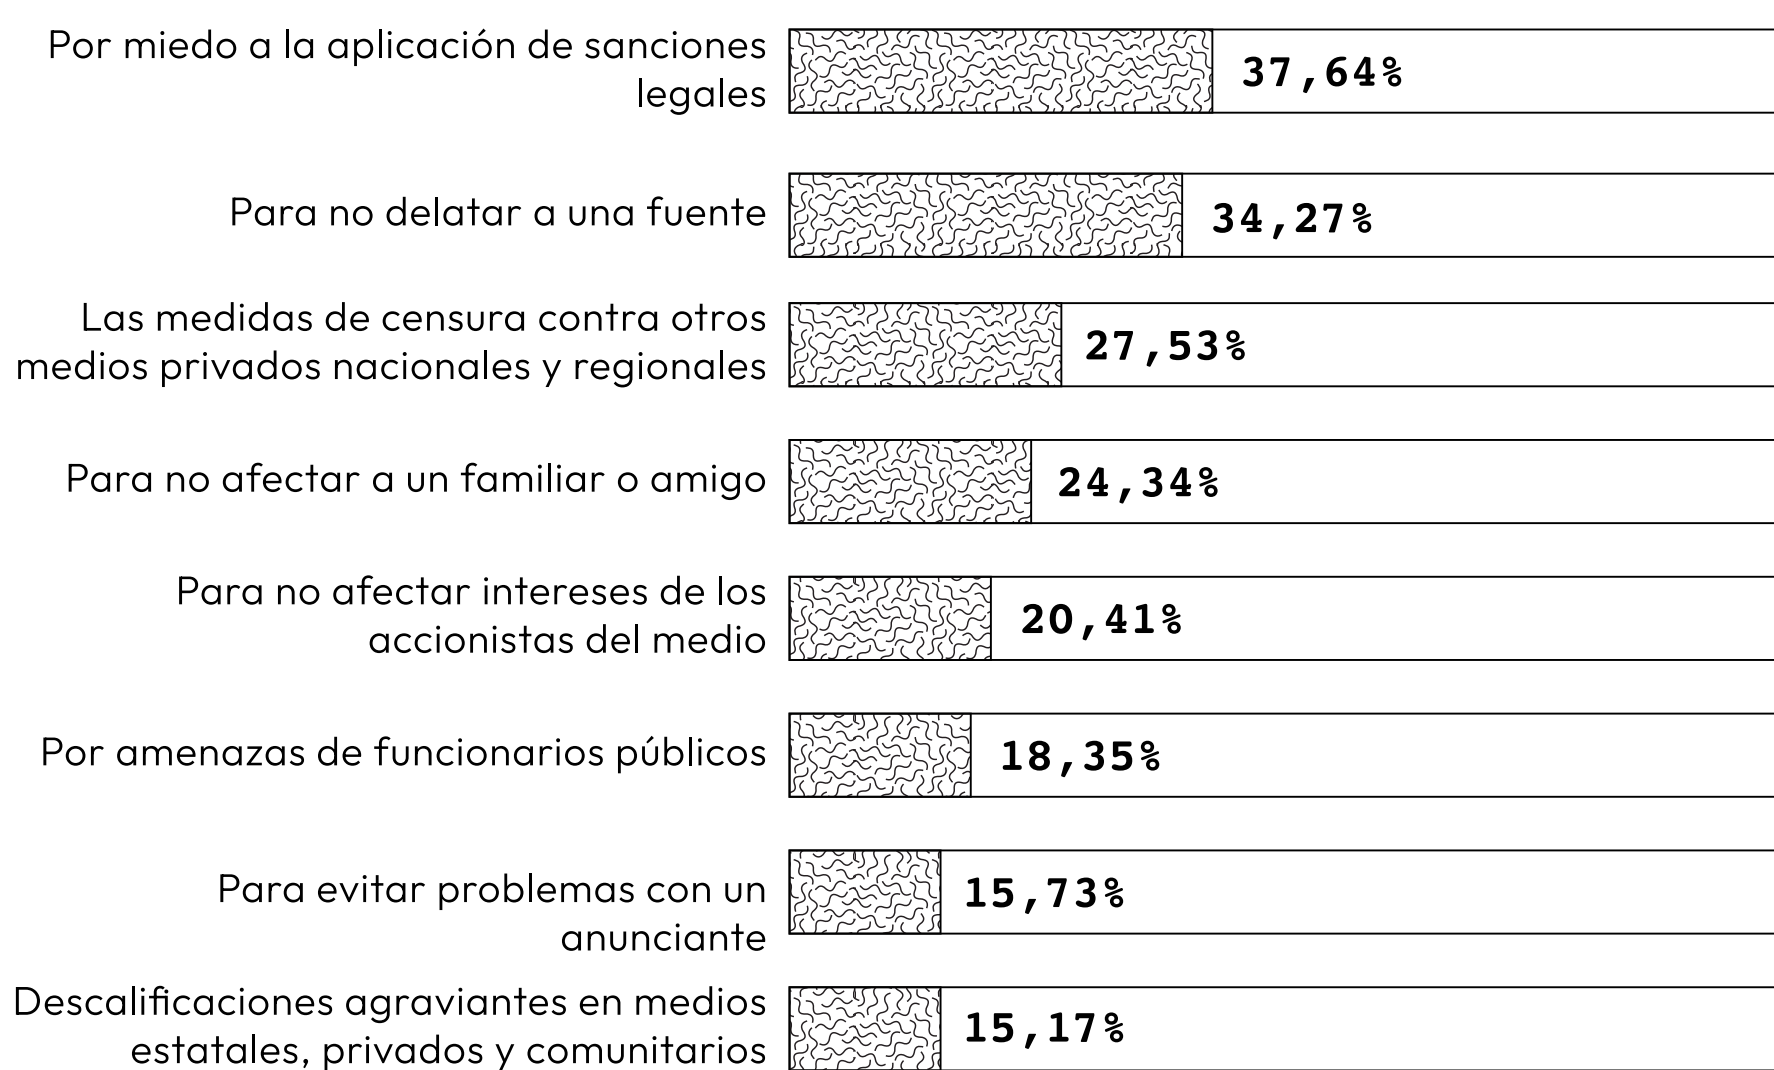 Por miedo a la aplicación de sanciones
legales
37,64%
Para no delatar a una fuente
34,27%
Las medidas de censura contra otros
medios privados nacionales y regionales
27,53%
Para no afectar a un familiar o amigo
24,34%
Para no afectar intereses de los
accionistas del medio
20,41%
Por amenazas de funcionarios públicos
18,35%
Para evitar problemas con un
anunciante
15,73%
Descalificaciones agraviantes en medios
estatales, privados y comunitarios
15,17%